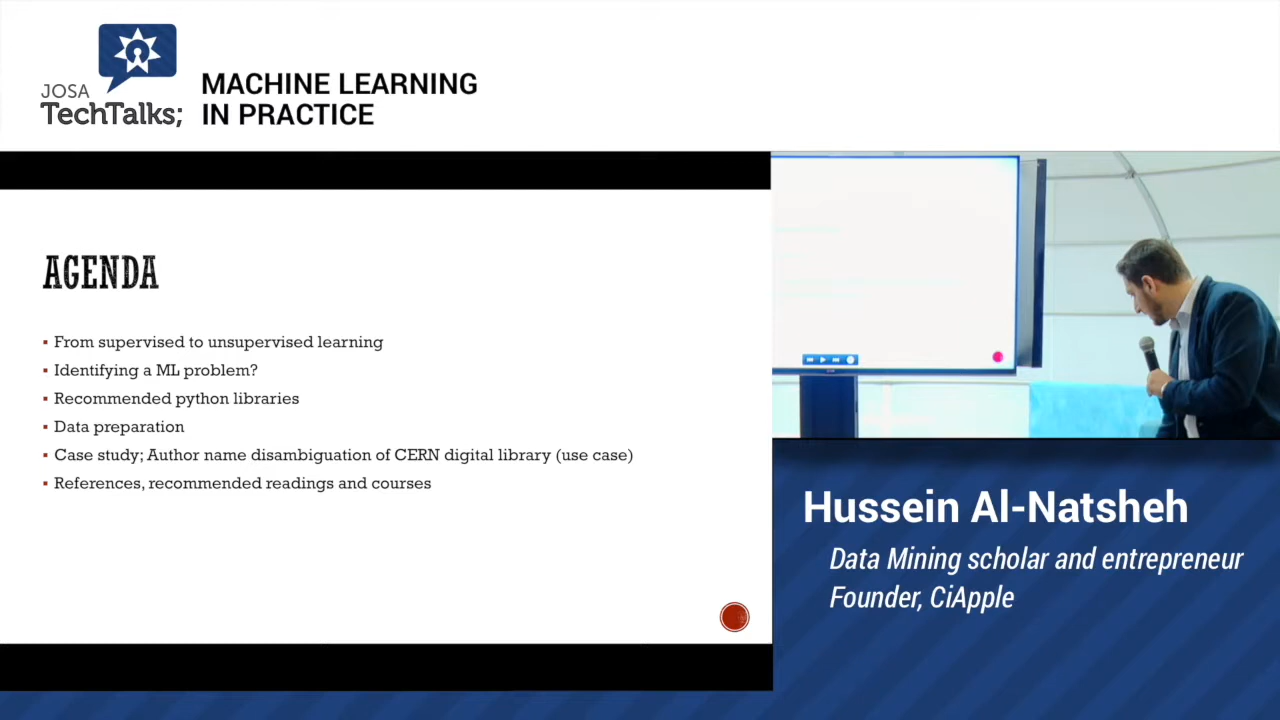 JOSA
TechTalks;
MACHINE LEARNING
IN PRACTICE
AGENDA
▪ From supervised to unsupervised learning
▪ Identifying a ML problem?
▪ Recommended python libraries
▪ Data preparation
▪ Case study; Author name disambiguation of CERN digital library (use case)
▪ References, recommended readings and courses
Hussein Al-Natsheh
Data Mining scholar and entrepreneur
Founder, CiApple